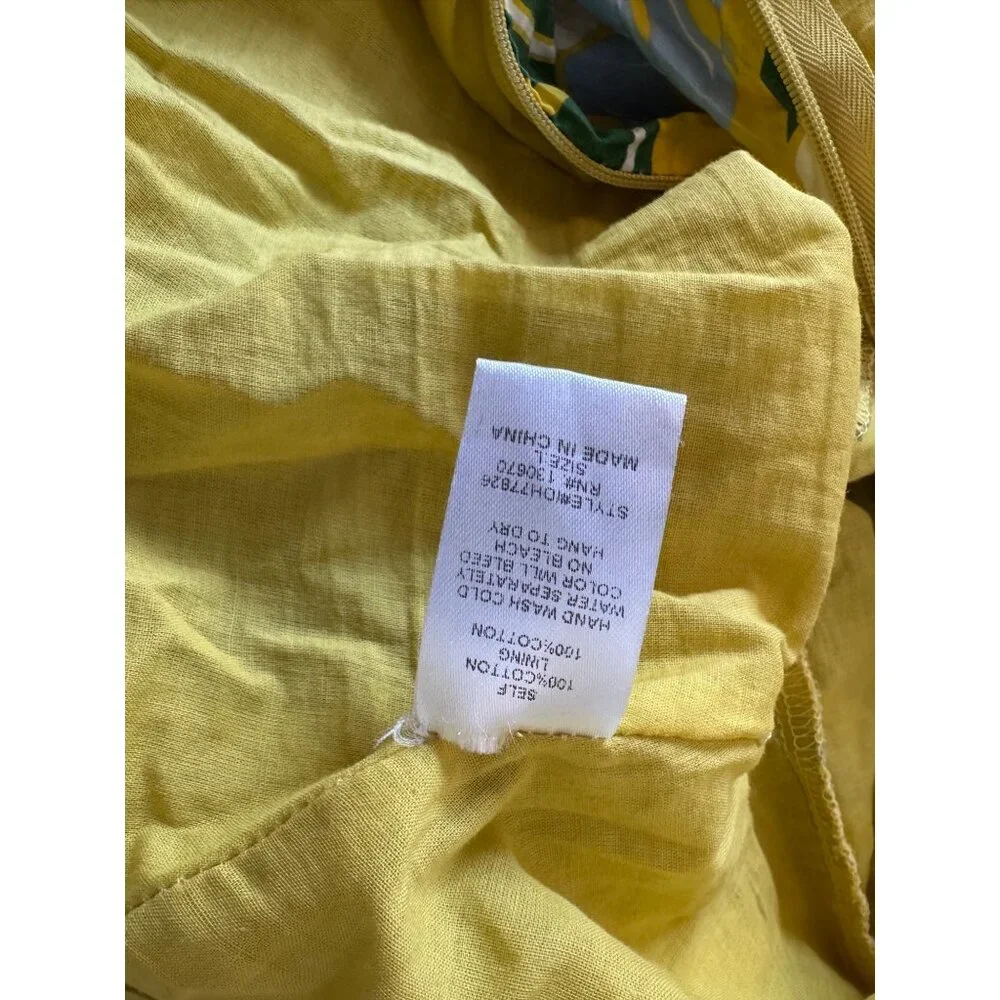 SELF
100%COTTON
LINING
100%COTTON
HAND WASH COLD
WATER SEPARATELY
COLOR WILL BLEED
NO BLEACH
HANG TO DRY
STYLE#IDH77826
RN#. 130670
SIZE:L
MADE IN CHINA